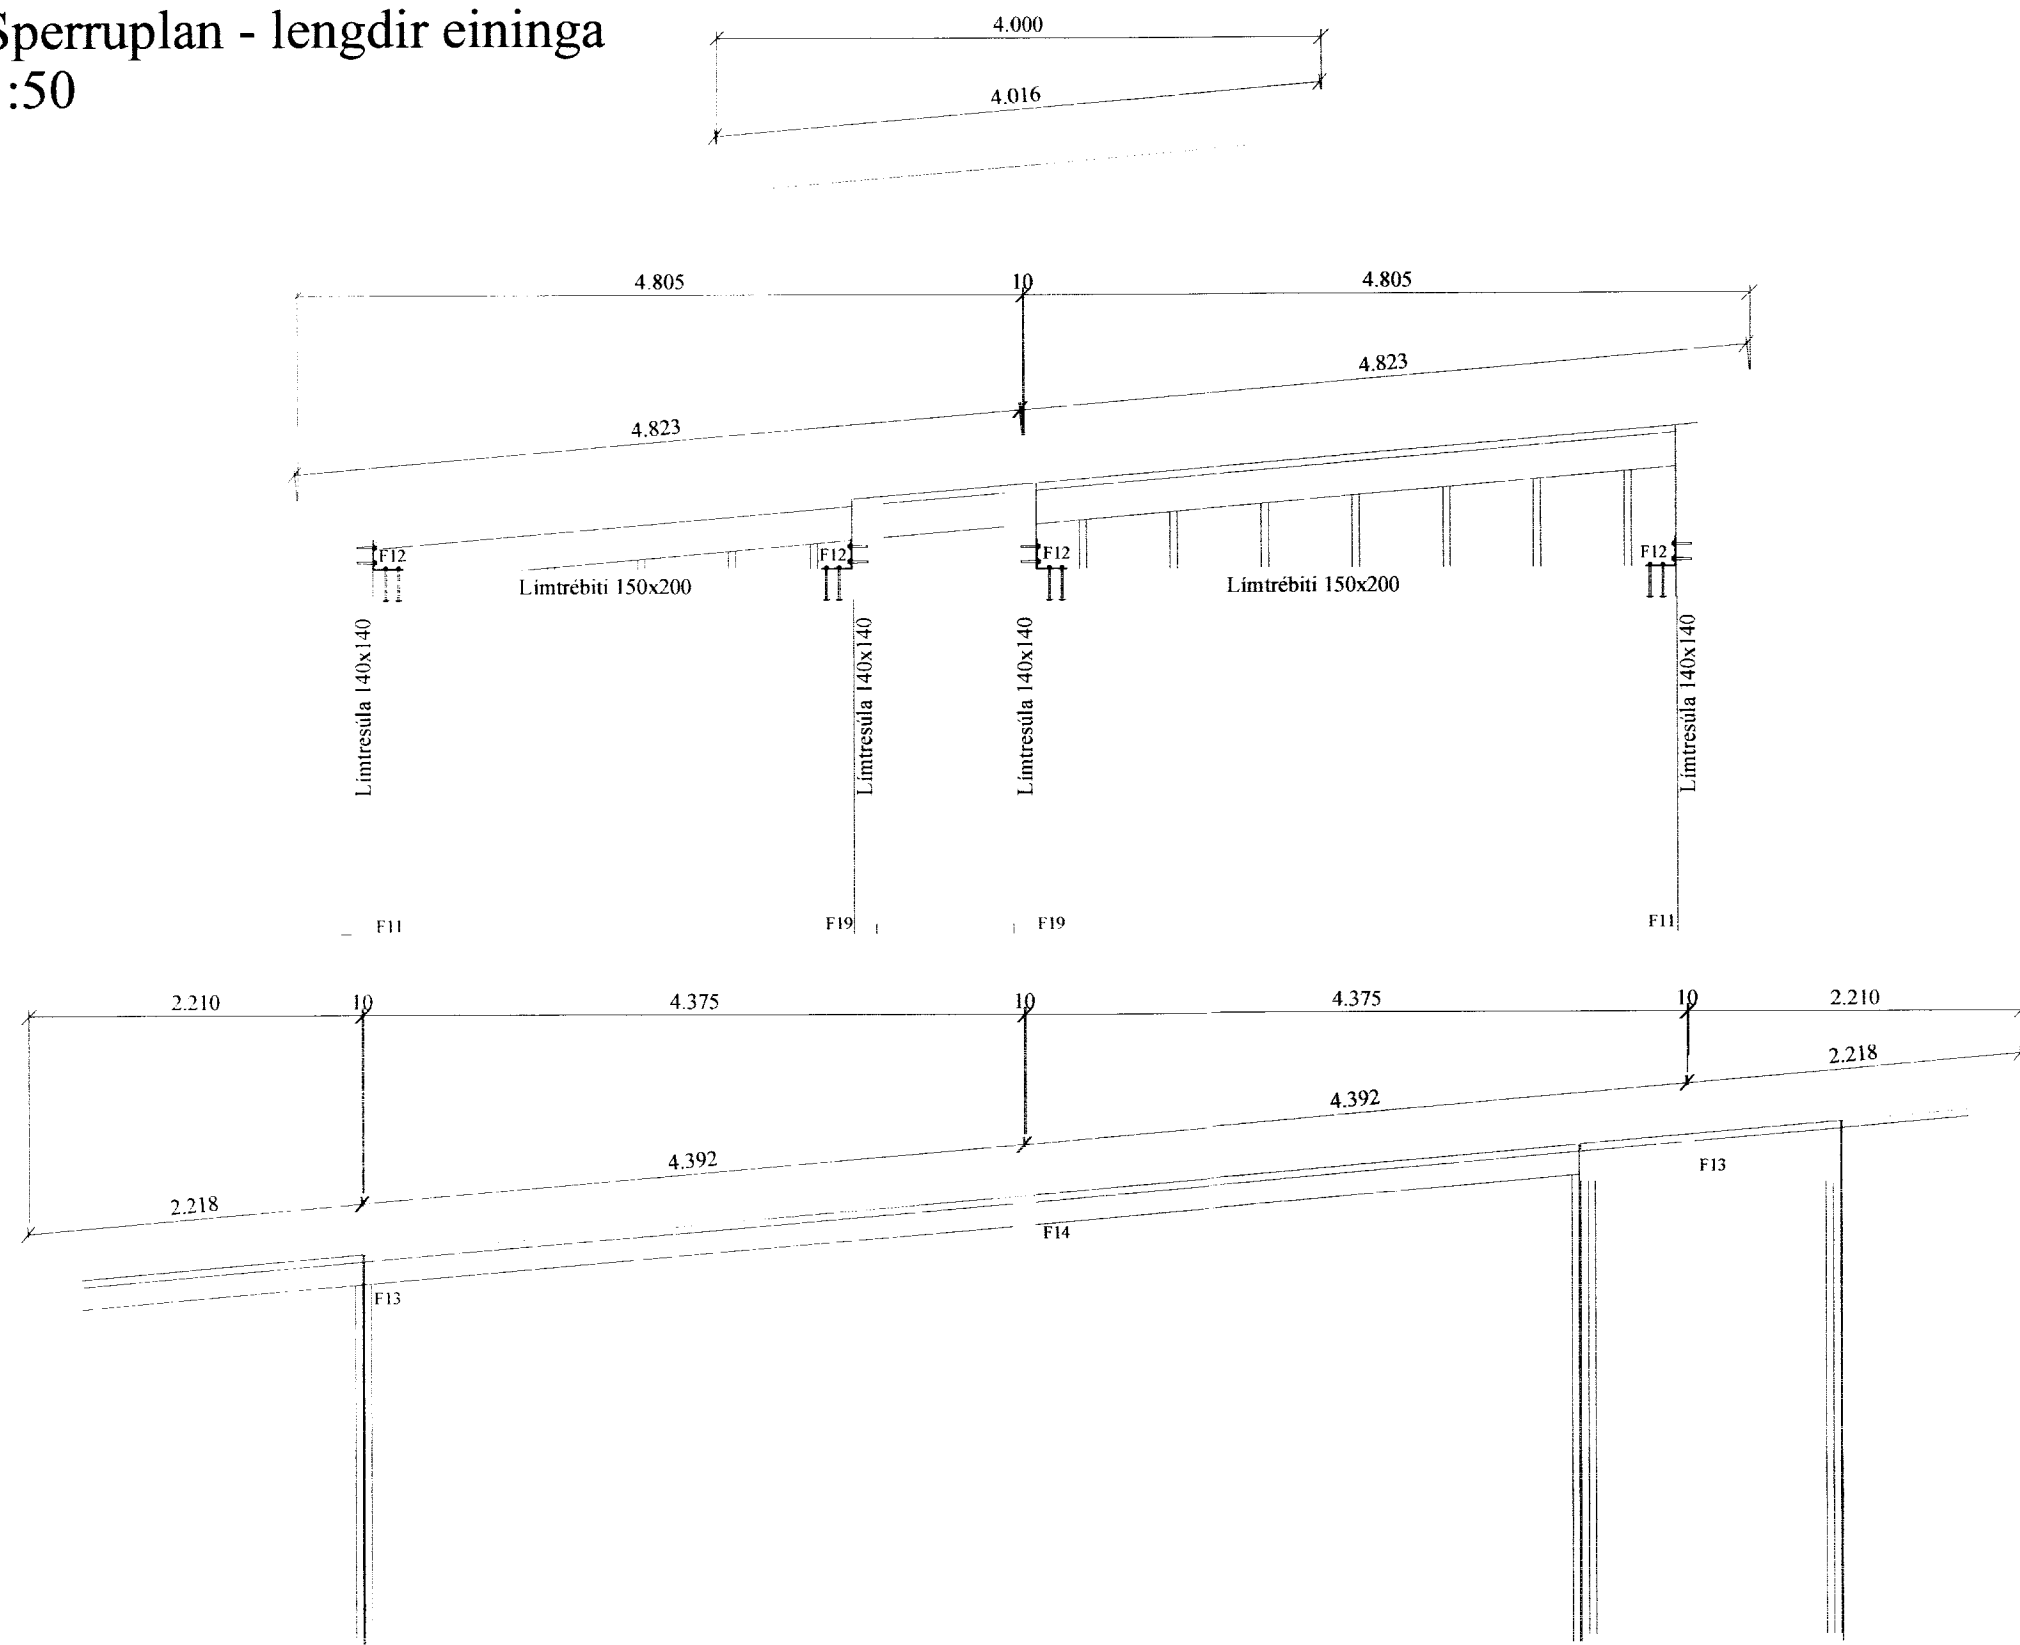 Sperruplan - lengdir eininga
:50
4.000
4.016
4.805 10 4.805
4.823
4.823
F12 F12 F12 F12
Límtrébiti 150x200 Límtrébiti 150x200
Límtresúla 140x140
Límtresúla 140x140
Límtresúla 140x140
Límtresúla 140x140
F11 F19 F19 F11
2.210 10 4.375 10 4.375 10 2.210
2.218
4.392
4.392
2.218
F13
F14
F13